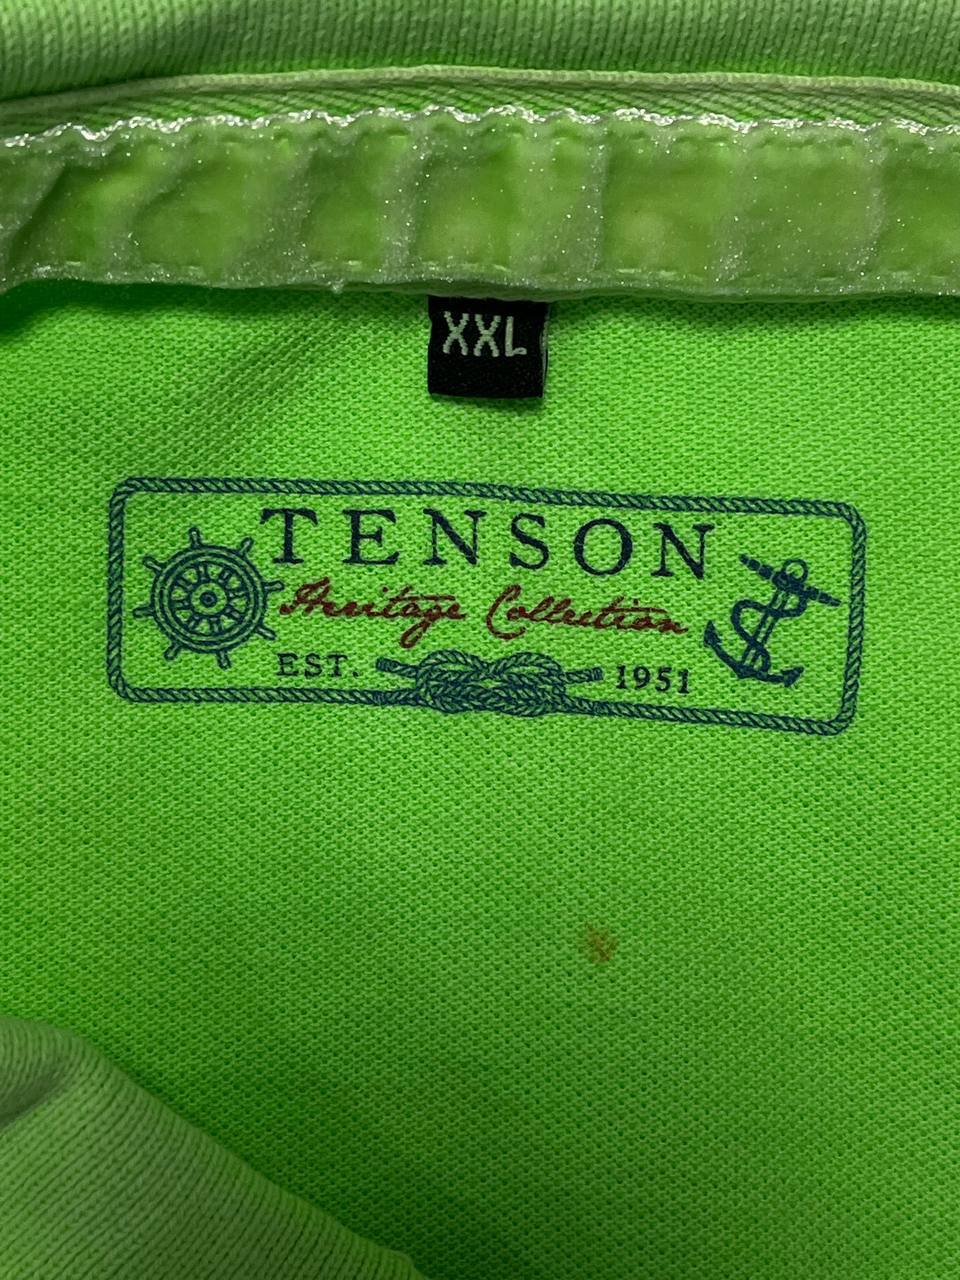 XXL
TENSON
Heritage Collection
EST. 1951